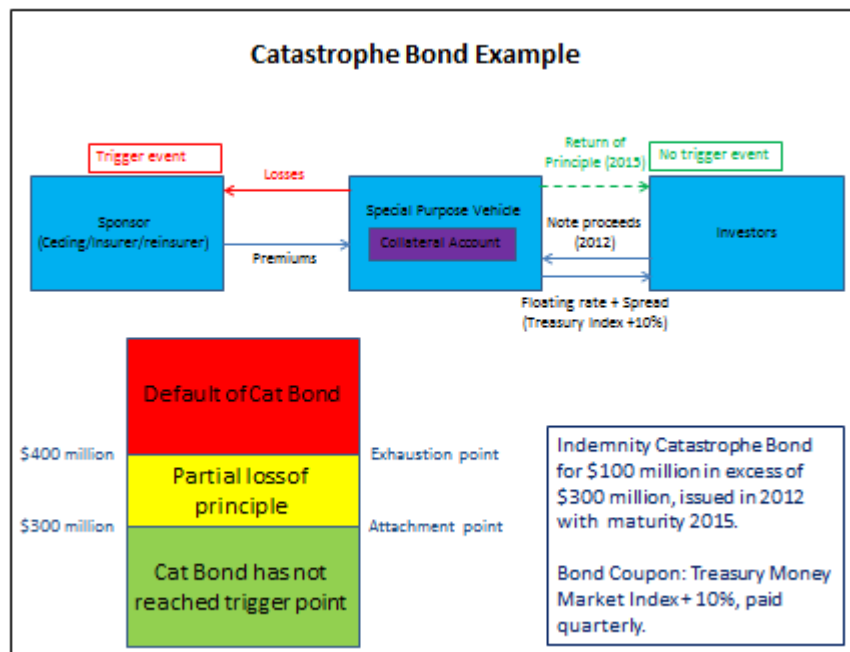 Catastrophe Bond Example
Trigger event
Losses
Return of
Principle (2015)
No trigger event
Sponsor
(Ceding/Insurer/reinsurer)
Premiums
Special Purpose Vehicle
Collateral Account
Note proceeds
(2012)
Investors
Floating rate + Spread
(Treasury Index +10%)
Default of Cat Bond
$400 million
Exhaustion point
Partial loss of
principle
$300 million
Attachment point
Cat Bond has not
reached trigger point
Indemnity Catastrophe Bond
for $100 million in excess of
$300 million, issued in 2012
with maturity 2015.
Bond Coupon: Treasury Money
Market Index + 10%, paid
quarterly.